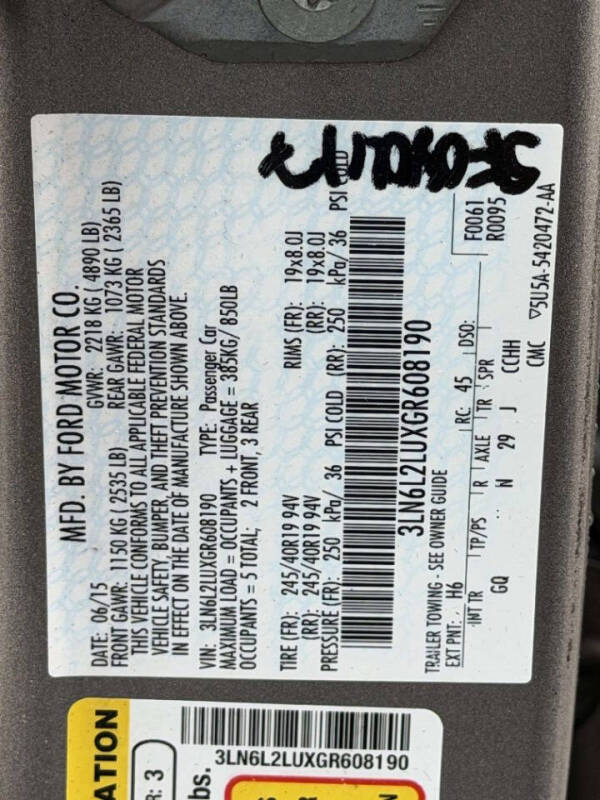 MFD. BY FORD MOTOR CO.
DATE: 06/15 GVWR: 2218 KG ( 4890 LB)
FRONT GAWR: 1150 KG ( 2535 LB) REAR GAWR: 1073 KG ( 2365 LB)
THIS VEHICLE CONFORMS TO ALL APPLICABLE FEDERAL MOTOR
VEHICLE SAFETY, BUMPER, AND THEFT PREVENTION STANDARDS
IN EFFECT ON THE DATE OF MANUFACTURE SHOWN ABOVE.
VIN: 3LN6L2LUXGR608190 TYPE: Passenger Car
MAXIMUM LOAD = OCCUPANTS + LUGGAGE = 385KG/ 850LB
OCCUPANTS = 5 TOTAL; 2 FRONT, 3 REAR
TIRE (FR): 245/40R19 94V RIMS (FR): 19x8.0J
(RR): 245/40R19 94V (RR): 19x8.0J
PRESSURE (FR): 250 kPa/ 36 PSI COLD (RR): 250 kPa/ 36 PSI COLD
3LN6L2LUXGR608190
TRAILER TOWING - SEE OWNER GUIDE F0061
EXT PNT: H6 RC: 45 DSO: R0095
INT TR TP/PS R AXLE TR SPR
GQ N 29 J CCHH
CMC ▽5U5A-5420472-AA
ATION
R: 3
bs.
3LN6L2LUXGR608190